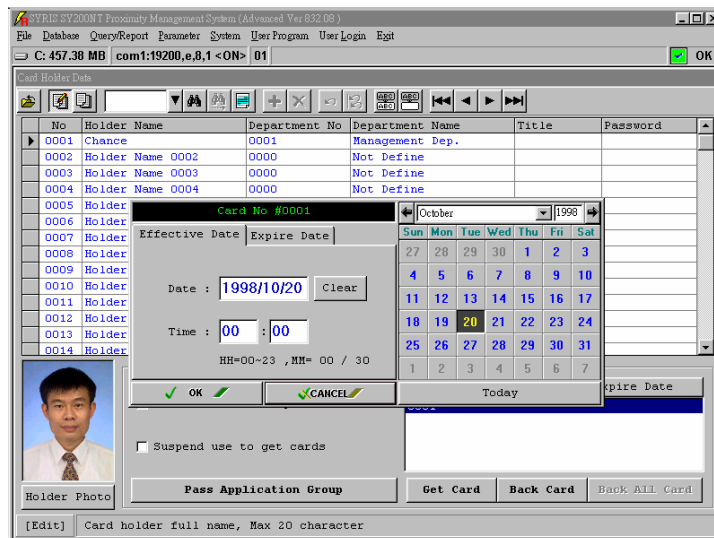 SYRIS SY200NT Proximity Management System (Advanced Ver 832.08 )
File Database Query/Report Parameter System User Program User Login Exit
C: 457.38 MB com1:19200,e,8,1 <ON> 01 OK
Card Holder Data
No Holder Name Department No Department Name Title Password
0001 Chance 0001 Management Dep.
0002 Holder Name 0002 0000 Not Define
0003 Holder Name 0003 0000 Not Define
0004 Holder Name 0004 0000 Not Define
0005 Holder
0006 Holder
0007 Holder
0008 Holder
0009 Holder
0010 Holder
0011 Holder
0012 Holder
0013 Holder
0014 Holder
Card No #0001
Effective Date Expire Date
Date : 1998/10/20 Clear
Time : 00 : 00
HH=00~23 ,MM= 00 / 30
OK CANCEL
October 1998
Sun Mon Tue Wed Thu Fri Sat
27 28 29 30 1 2 3
4 5 6 7 8 9 10
11 12 13 14 15 16 17
18 19 20 21 22 23 24
25 26 27 28 29 30 31
1 2 3 4 5 6 7
Today
xpire Date
Suspend use to get cards
Holder Photo
Pass Application Group Get Card Back Card Back ALL Card
[Edit] Card holder full name, Max 20 character